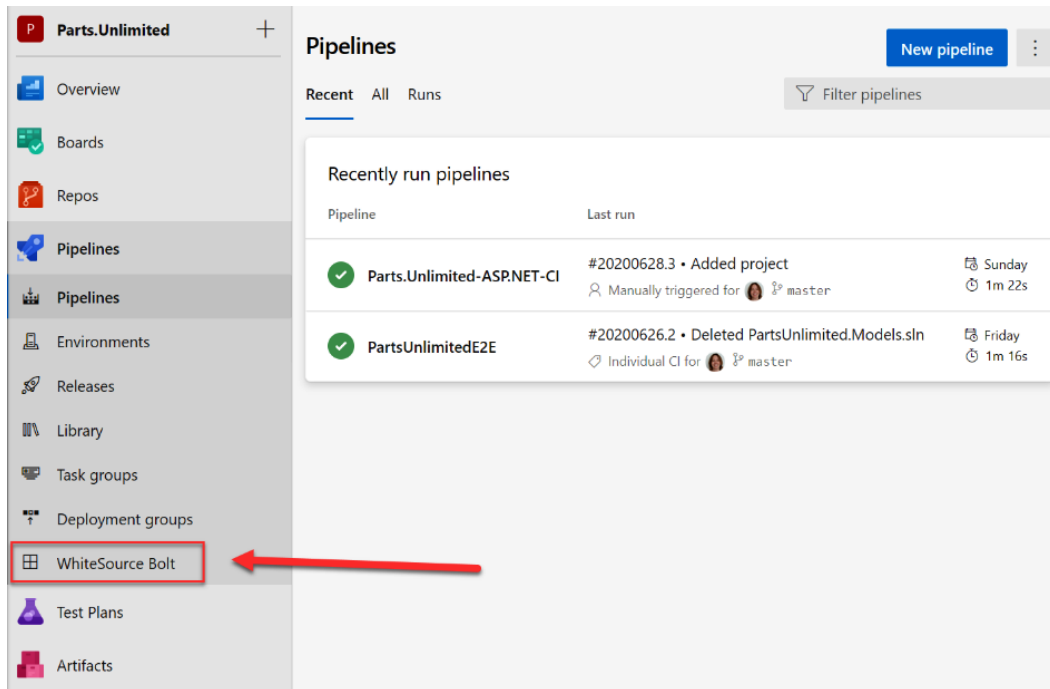 P Parts.Unlimited
Overview
Boards
Repos
Pipelines
Pipelines
Environments
Releases
Library
Task groups
Deployment groups
WhiteSource Bolt
Test Plans
Artifacts
Pipelines
New pipeline
Recent All Runs
Filter pipelines
Recently run pipelines
Pipeline Last run
Parts.Unlimited-ASP.NET-CI
#20200628.3 • Added project
Manually triggered for master
Sunday
1m 22s
PartsUnlimitedE2E
#20200626.2 • Deleted PartsUnlimited.Models.sln
Individual CI for master
Friday
1m 16s